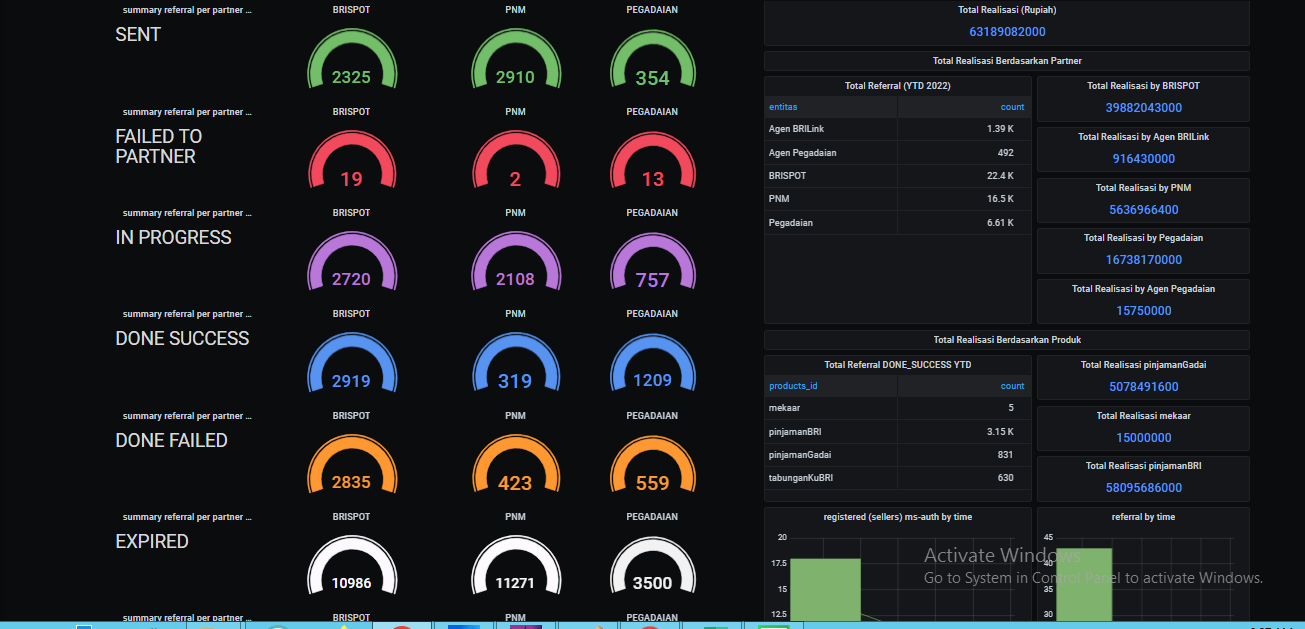 summary referral per partner ...
BRISPOT
PNM
PEGADAIAN
SENT
2325
2910
354
summary referral per partner ...
BRISPOT
PNM
PEGADAIAN
FAILED TO
PARTNER
19
2
13
summary referral per partner ...
BRISPOT
PNM
PEGADAIAN
IN PROGRESS
2720
2108
757
summary referral per partner ...
BRISPOT
PNM
PEGADAIAN
DONE SUCCESS
2919
319
1209
summary referral per partner ...
BRISPOT
PNM
PEGADAIAN
DONE FAILED
2835
423
559
summary referral per partner ...
BRISPOT
PNM
PEGADAIAN
EXPIRED
10986
11271
3500
summary referral per partner ...
BRISPOT
PNM
PEGADAIAN
Total Realisasi (Rupiah)
63189082000
Total Realisasi Berdasarkan Partner
Total Referral (YTD 2022)
entitas count
Agen BRILink 1.39 K
Agen Pegadaian 492
BRISPOT 22.4 K
PNM 16.5 K
Pegadaian 6.61 K
Total Realisasi by BRISPOT
39882043000
Total Realisasi by Agen BRILink
916430000
Total Realisasi by PNM
5636966400
Total Realisasi by Pegadaian
16738170000
Total Realisasi by Agen Pegadaian
15750000
Total Realisasi Berdasarkan Produk
Total Referral DONE_SUCCESS YTD
products_id count
mekaar 5
pinjamanBRI 3.15 K
pinjamanGadai 831
tabunganKuBRI 630
Total Realisasi pinjamanGadai
5078491600
Total Realisasi mekaar
15000000
Total Realisasi pinjamanBRI
58095686000
registered (sellers) ms-auth by time
20
17.5
15
12.5
referral by time
45
40
35
30
Activate Windows
Go to System in Control Panel to activate Windows.